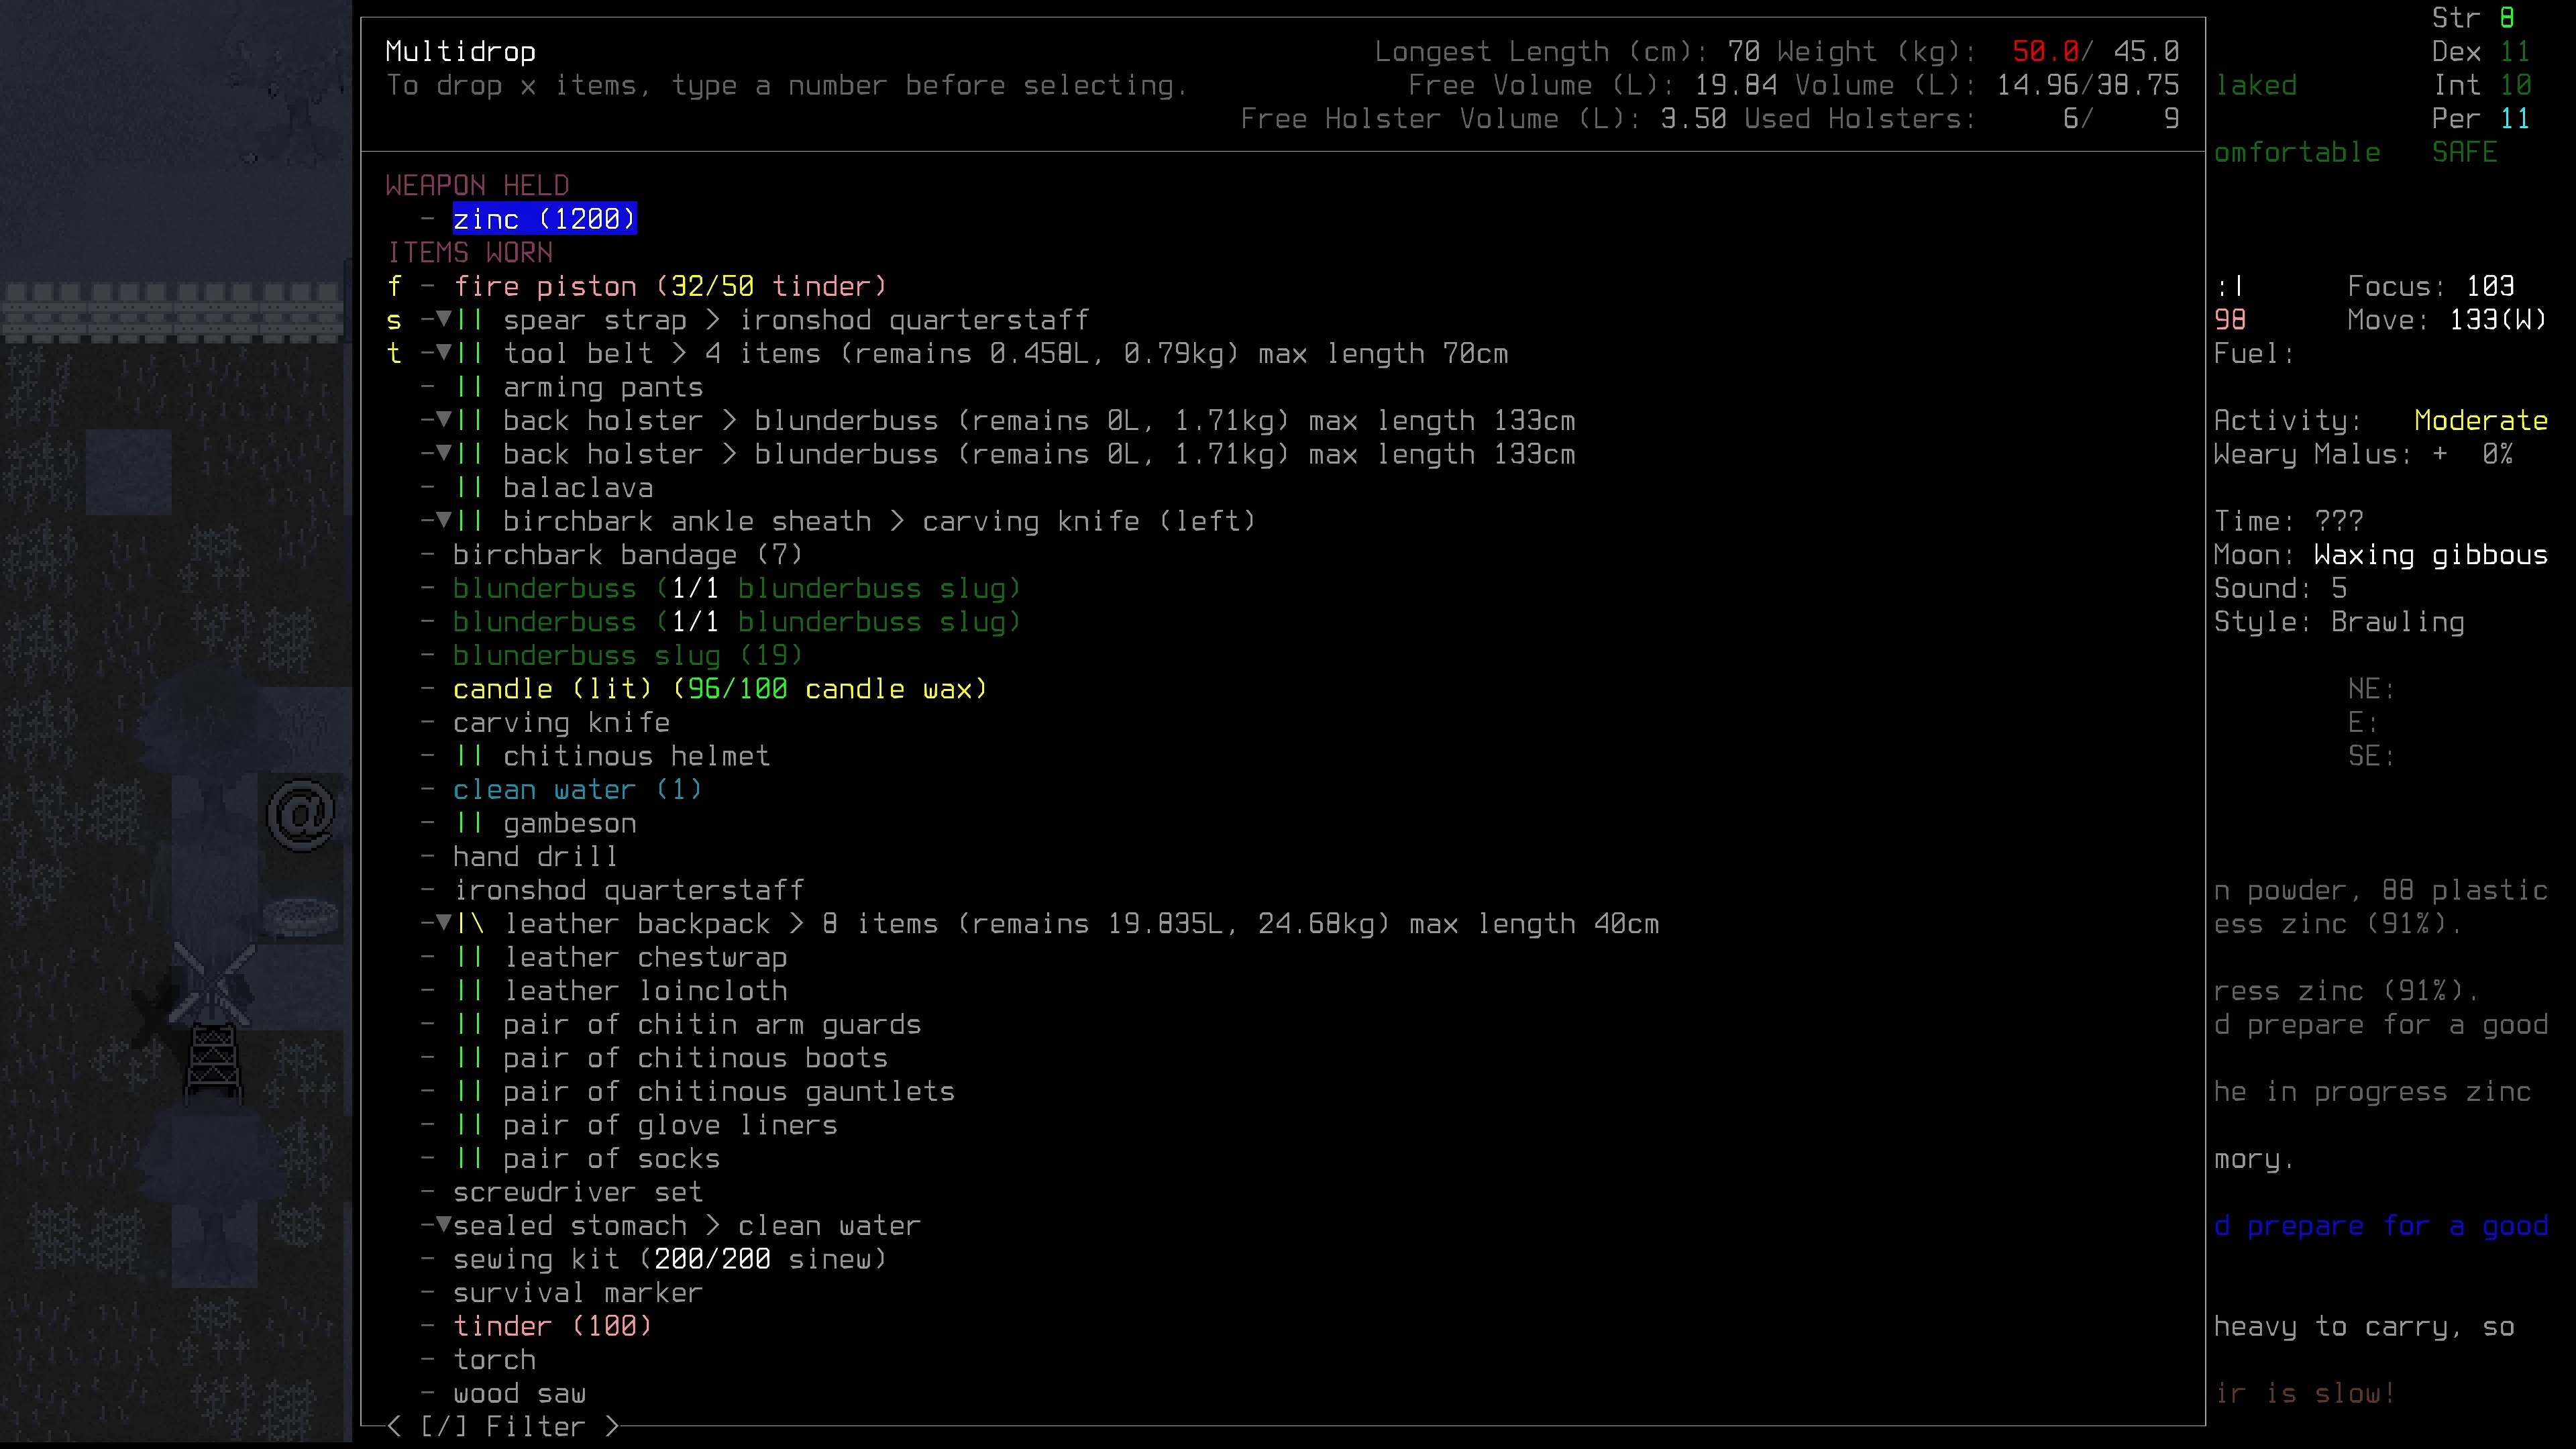 Multidrop Longest Length (cm): 70 Weight (kg): 50.0/ 45.0
To drop x items, type a number before selecting. Free Volume (L): 19.84 Volume (L): 14.96/38.75
Free Holster Volume (L): 3.50 Used Holsters: 6/ 9
WEAPON HELD
- zinc (1200)
ITEMS WORN
f - fire piston (32/50 tinder)
s -▼|| spear strap > ironshod quarterstaff
t -▼|| tool belt > 4 items (remains 0.458L, 0.79kg) max length 70cm
- || arming pants
-▼|| back holster > blunderbuss (remains 0L, 1.71kg) max length 133cm
-▼|| back holster > blunderbuss (remains 0L, 1.71kg) max length 133cm
- || balaclava
-▼|| birchbark ankle sheath > carving knife (left)
- birchbark bandage (7)
- blunderbuss (1/1 blunderbuss slug)
- blunderbuss (1/1 blunderbuss slug)
- blunderbuss slug (19)
- candle (lit) (96/100 candle wax)
- carving knife
- || chitinous helmet
- clean water (1)
- || gambeson
- hand drill
- ironshod quarterstaff
-▼|\ leather backpack > 8 items (remains 19.835L, 24.68kg) max length 40cm
- || leather chestwrap
- || leather loincloth
- || pair of chitin arm guards
- || pair of chitinous boots
- || pair of chitinous gauntlets
- || pair of glove liners
- || pair of socks
- screwdriver set
-▼sealed stomach > clean water
- sewing kit (200/200 sinew)
- survival marker
- tinder (100)
- torch
- wood saw
< [/] Filter >
Str 8
Dex 11
laked Int 10
Per 11
omfortable SAFE
:| Focus: 103
98 Move: 133(W)
Fuel:
Activity: Moderate
Weary Malus: + 0%
Time: ???
Moon: Waxing gibbous
Sound: 5
Style: Brawling
NE:
E:
SE:
@
n powder, 88 plastic
ess zinc (91%).
ress zinc (91%).
d prepare for a good
he in progress zinc
mory.
d prepare for a good
heavy to carry, so
ir is slow!